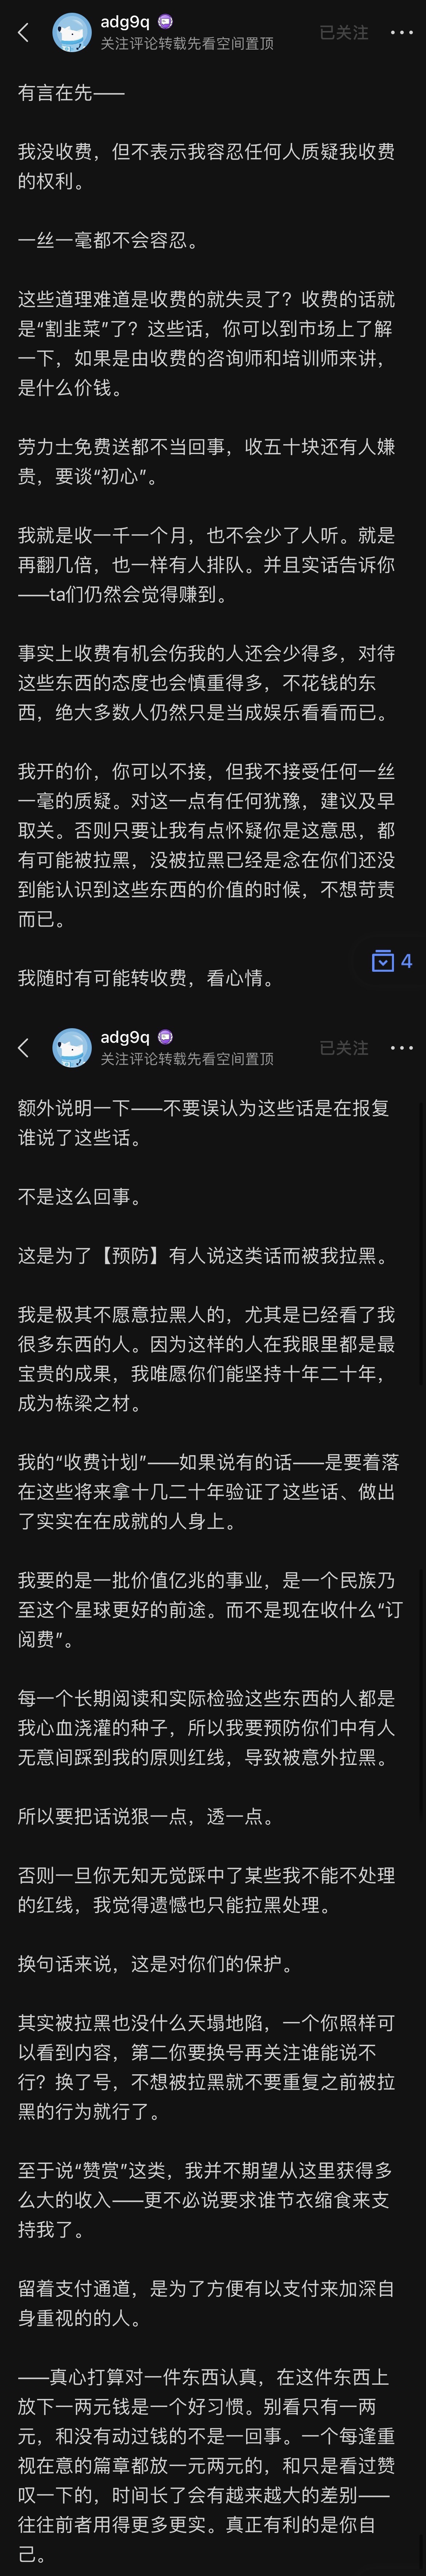 adg9q
已关注
关注评论转载先看空间置顶
有言在先——
我没收费，但不表示我容忍任何人质疑我收费
的权利。
一丝一毫都不会容忍。
这些道理难道是收费的就失灵了？收费的话就
是“割韭菜”了？这些话，你可以到市场上了解
一下，如果是由收费的咨询师和培训师来讲，
是什么价钱。
劳力士免费送都不当回事，收五十块还有人嫌
贵，要谈“初心”。
我就是收一千一个月，也不会少了人听。就是
再翻几倍，也一样有人排队。并且实话告诉你
——ta们仍然会觉得赚到。
事实上收费有机会伤我的人还会少得多，对待
这些东西的态度也会慎重得多，不花钱的东
西，绝大多数人仍然只是当成娱乐看看而已。
我开的价，你可以不接，但我不接受任何一丝
一毫的质疑。对这一点有任何犹豫，建议及早
取关。否则只要让我有点怀疑你是这意思，都
有可能被拉黑，没被拉黑已经是念在你们还没
到能认识到这些东西的价值的时候，不想苛责
而已。
4
我随时有可能转收费，看心情。
adg9q
已关注
关注评论转载先看空间置顶
额外说明一下——不要误认为这些话是在报复
谁说了这些话。
不是这么回事。
这是为了【预防】有人说这类话而被我拉黑。
我是极其不愿意拉黑人的，尤其是已经看了我
很多东西的人。因为这样的人在我眼里都是最
宝贵的成果，我唯愿你们能坚持十年二十年，
成为栋梁之材。
我的“收费计划”——如果说有的话——是要着落
在这些将来拿十几二十年验证了这些话、做出
了实实在在成就的人身上。
我要的是一批价值亿兆的事业，是一个民族乃
至这个星球更好的前途。而不是现在收什么“订
阅费”。
每一个长期阅读和实际检验这些东西的人都是
我心血浇灌的种子，所以我要预防你们中有人
无意间踩到我的原则红线，导致被意外拉黑。
所以要把话说狠一点，透一点。
否则一旦你无知无觉踩中了某些我不能不处理
的红线，我觉得遗憾也只能拉黑处理。
换句话来说，这是对你们的保护。
其实被拉黑也没什么天塌地陷，一个你照样可
以看到内容，第二你要换号再关注谁能说不
行？换了号，不想被拉黑就不要重复之前被拉
黑的行为就行了。
至于说“赞赏”这类，我并不期望从这里获得多
么大的收入——更不必说要求谁节衣缩食来支
持我了。
留着支付通道，是为了方便有以支付来加深自
身重视的的人。
——真心打算对一件东西认真，在这件东西上
放下一两元钱是一个好习惯。别看只有一两
元，和没有动过钱的不是一回事。一个每逢重
视在意的篇章都放一元两元的，和只是看过赞
叹一下的，时间长了会有越来越大的差别——
往往前者用得更多更实。真正有利的是你自
己。